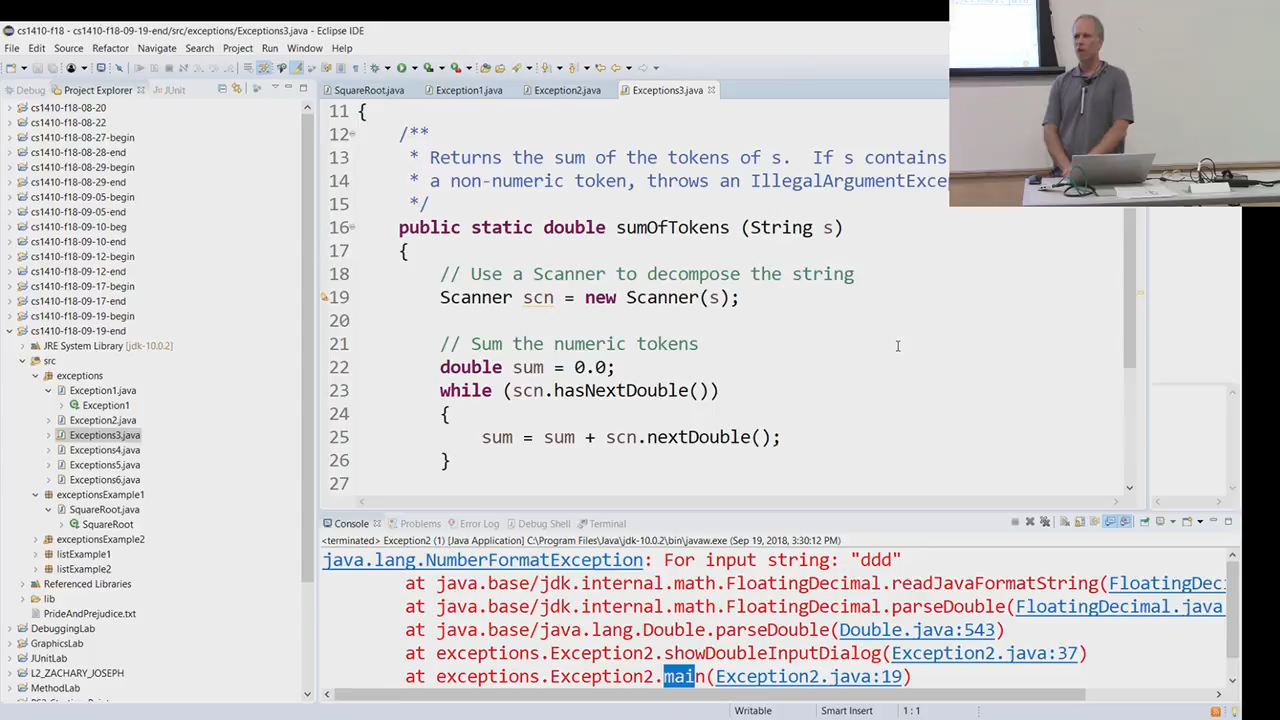 cs1410-f18 - cs1410-f18-09-19-end/src/exceptions/Exceptions3.java - Eclipse IDE
File Edit Source Refactor Navigate Search Project Run Window Help
Debug Project Explorer JUnit
cs1410-f18-08-20
cs1410-f18-08-22
cs1410-f18-08-27-begin
cs1410-f18-08-28-end
cs1410-f18-08-29-begin
cs1410-f18-08-29-end
cs1410-f18-09-05-begin
cs1410-f18-09-05-end
cs1410-f18-09-10-beg
cs1410-f18-09-10-end
cs1410-f18-09-12-begin
cs1410-f18-09-12-end
cs1410-f18-09-17-begin
cs1410-f18-09-17-end
cs1410-f18-09-19-begin
cs1410-f18-09-19-end
JRE System Library [jdk-10.0.2]
src
exceptions
Exception1.java
Exception1
Exception2.java
Exceptions3.java
Exceptions4.java
Exceptions5.java
Exceptions6.java
exceptionsExample1
SquareRoot.java
SquareRoot
exceptionsExample2
listExample1
listExample2
Referenced Libraries
lib
PrideAndPrejudice.txt
DebuggingLab
GraphicsLab
JUnitLab
L2_ZACHARY_JOSEPH
MethodLab
SquareRoot.java Exception1.java Exception2.java Exceptions3.java
11 {
12 /**
13 * Returns the sum of the tokens of s. If s contains
14 * a non-numeric token, throws an IllegalArgumentExce
15 */
16 public static double sumOfTokens (String s)
17 {
18 // Use a Scanner to decompose the string
19 Scanner scn = new Scanner(s);
20
21 // Sum the numeric tokens
22 double sum = 0.0;
23 while (scn.hasNextDouble())
24 {
25 sum = sum + scn.nextDouble();
26 }
27
Console Problems Error Log Debug Shell Terminal
<terminated> Exception2 (1) [Java Application] C:\Program Files\Java\jdk-10.0.2\bin\javaw.exe (Sep 19, 2018, 3:30:12 PM)
java.lang.NumberFormatException: For input string: "ddd"
at java.base/jdk.internal.math.FloatingDecimal.readJavaFormatString(FloatingDeci
at java.base/jdk.internal.math.FloatingDecimal.parseDouble(FloatingDecimal.java
at java.base/java.lang.Double.parseDouble(Double.java:543)
at exceptions.Exception2.showDoubleInputDialog(Exception2.java:37)
at exceptions.Exception2.main(Exception2.java:19)
Writable Smart Insert 1 : 1